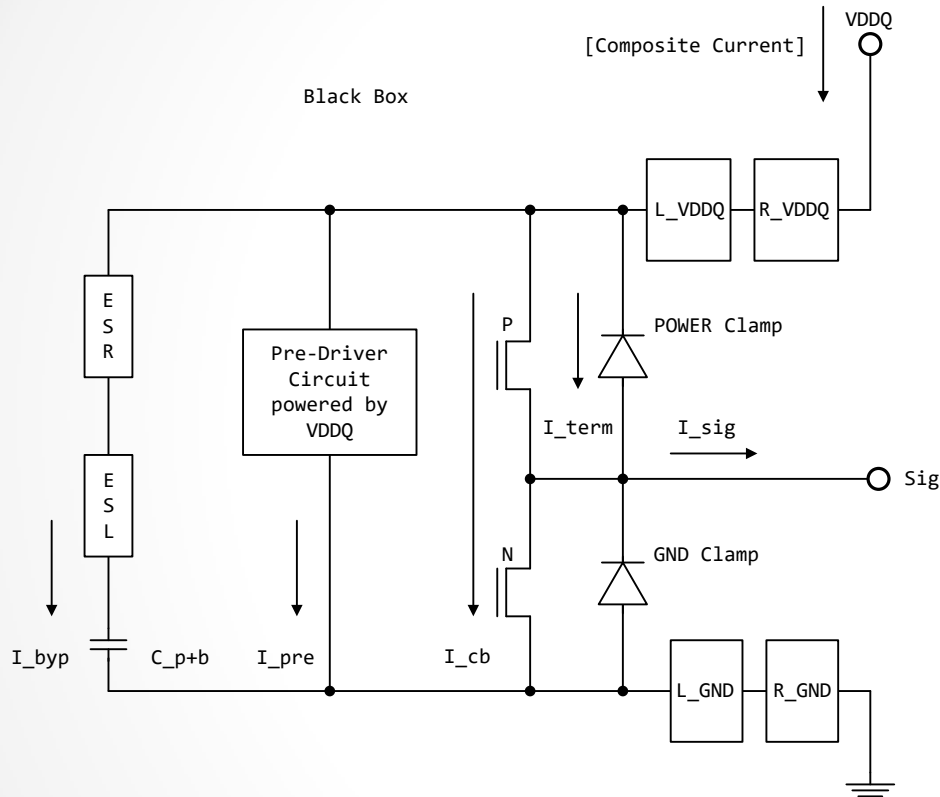 VDDQ
[Composite Current]
Black Box
L_VDDQ
R_VDDQ
E
S
R
P
POWER Clamp
Pre-Driver
Circuit
powered by
VDDQ
I_term
I_sig
Sig
E
S
L
N
GND Clamp
I_byp
C_p+b
I_pre
I_cb
L_GND
R_GND